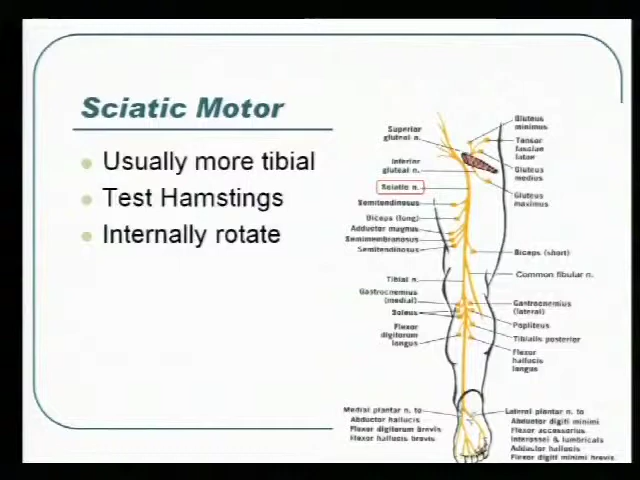 Sciatic Motor
Usually more tibial
Test Hamstings
Internally rotate
Superior
gluteal n.
Inferior
gluteal n.
Sciatic n.
Semitendinosus
Biceps (long)
Adductor magnus
Semimembranosus
Semitendinosus
Tibial n.
Gastrocnemius
(medial)
Soleus
Flexor
digitorum
longus
Medial plantar n. to
Abductor hallucis
Flexor digitorum brevis
Flexor hallucis brevis
Gluteus
minimus
Tensor
fasciae
latae
Gluteus
medius
Gluteus
maximus
Biceps (short)
Common fibular n.
Gastrocnemius
(lateral)
Popliteus
Tibialis posterior
Flexor
hallucis
longus
Lateral plantar n. to
Abductor digiti minimi
Flexor accessorius
Interossei & lumbricals
Adductor hallucis
Flexor digiti minimi brevis